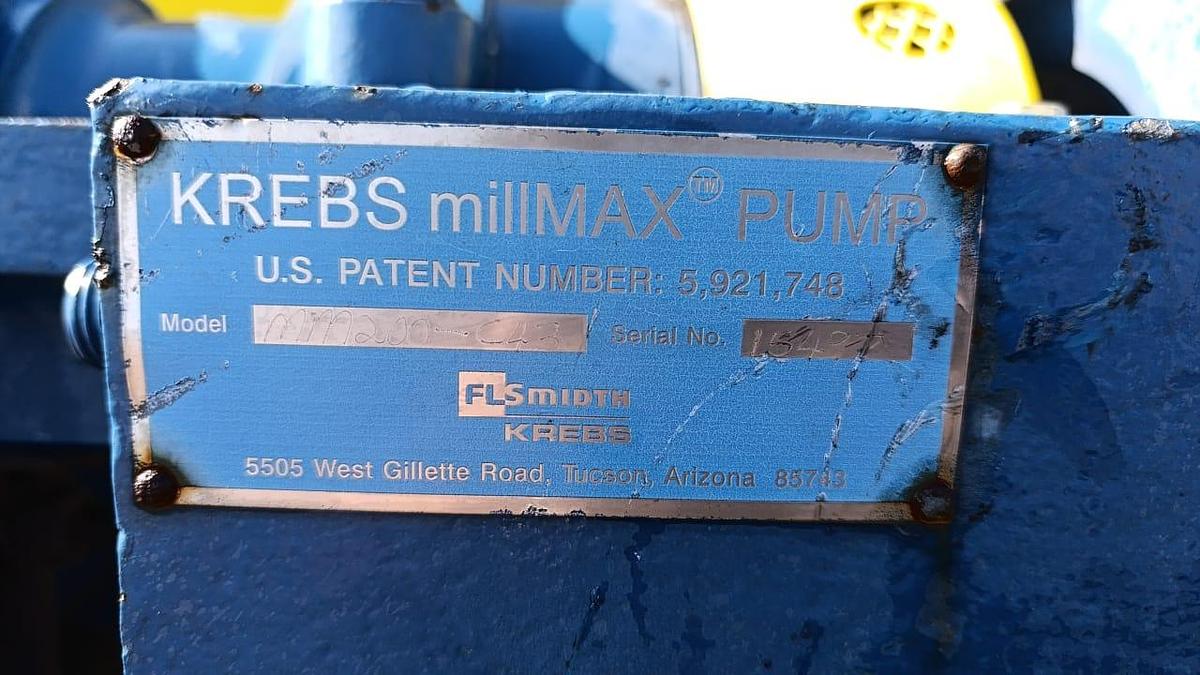 KREBS millMAX™ PUMP
U.S. PATENT NUMBER: 5,921,748
Model Serial No.
FLSMIDTH
KREBS
5505 West Gillette Road, Tucson, Arizona 85743